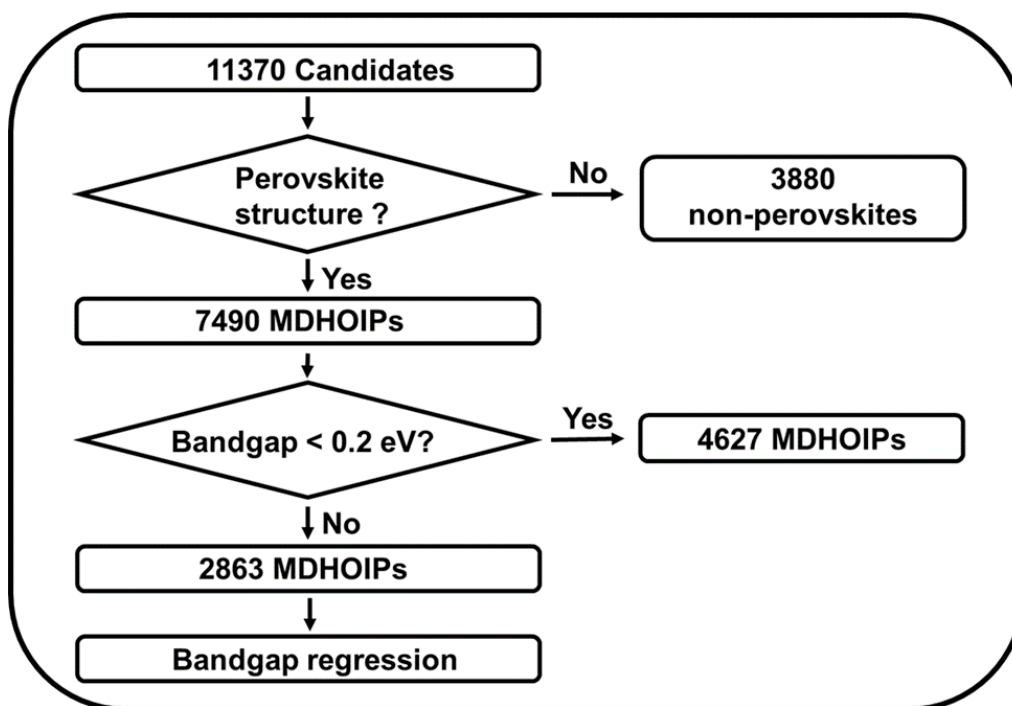 11370 Candidates
Perovskite
structure ?
No
3880
non-perovskites
Yes
7490 MDHOIPs
Bandgap < 0.2 eV?
Yes
4627 MDHOIPs
No
2863 MDHOIPs
Bandgap regression